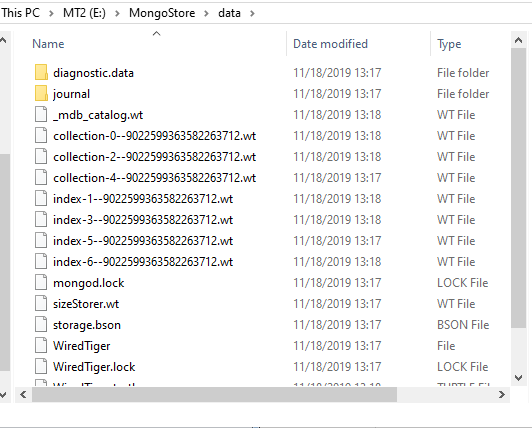 This PC > MT2 (E:) > MongoStore > data >
Name Date modified Type
diagnostic.data 11/18/2019 13:17 File folder
journal 11/18/2019 13:17 File folder
_mdb_catalog.wt 11/18/2019 13:18 WT File
collection-0--9022599363582263712.wt 11/18/2019 13:18 WT File
collection-2--9022599363582263712.wt 11/18/2019 13:18 WT File
collection-4--9022599363582263712.wt 11/18/2019 13:17 WT File
index-1--9022599363582263712.wt 11/18/2019 13:18 WT File
index-3--9022599363582263712.wt 11/18/2019 13:18 WT File
index-5--9022599363582263712.wt 11/18/2019 13:17 WT File
index-6--9022599363582263712.wt 11/18/2019 13:18 WT File
mongod.lock 11/18/2019 13:17 LOCK File
sizeStorer.wt 11/18/2019 13:17 WT File
storage.bson 11/18/2019 13:17 BSON File
WiredTiger 11/18/2019 13:17 File
WiredTiger.lock 11/18/2019 13:17 LOCK File
11/18/2019 13:18